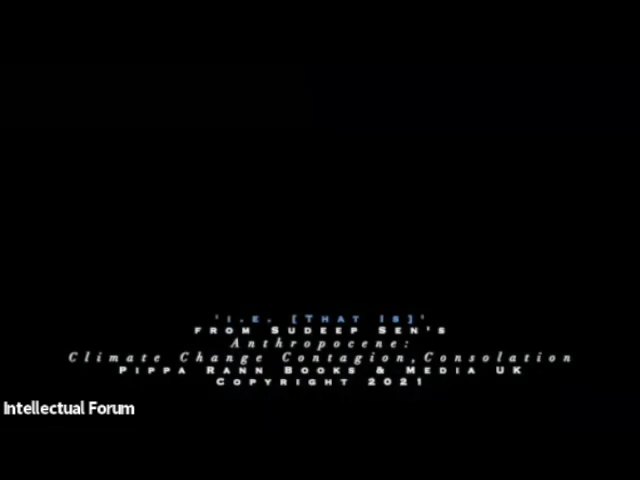 'i.e. [That Is]'
from Sudeep Sen's
Anthropocene:
Climate Change Contagion,Consolation
Pippa Rann Books & Media UK
Copyright 2021
Intellectual Forum